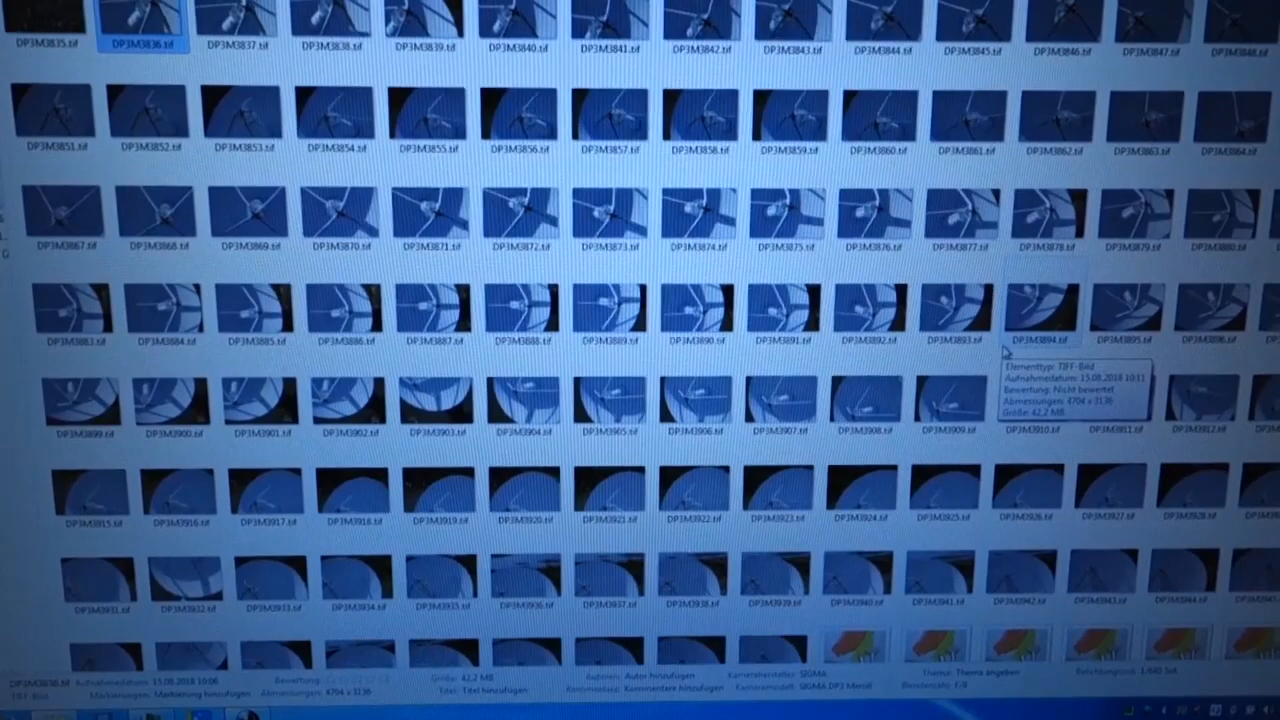 DP3M3835.tif DP3M3836.tif DP3M3837.tif DP3M3838.tif DP3M3839.tif DP3M3840.tif DP3M3841.tif DP3M3842.tif DP3M3843.tif DP3M3844.tif DP3M3845.tif DP3M3846.tif DP3M3847.tif DP3M3848.tif
DP3M3851.tif DP3M3852.tif DP3M3853.tif DP3M3854.tif DP3M3855.tif DP3M3856.tif DP3M3857.tif DP3M3858.tif DP3M3859.tif DP3M3860.tif DP3M3861.tif DP3M3862.tif DP3M3863.tif DP3M3864.tif
DP3M3867.tif DP3M3868.tif DP3M3869.tif DP3M3870.tif DP3M3871.tif DP3M3872.tif DP3M3873.tif DP3M3874.tif DP3M3875.tif DP3M3876.tif DP3M3877.tif DP3M3878.tif DP3M3879.tif DP3M3880.tif
DP3M3883.tif DP3M3884.tif DP3M3885.tif DP3M3886.tif DP3M3887.tif DP3M3888.tif DP3M3889.tif DP3M3890.tif DP3M3891.tif DP3M3892.tif DP3M3893.tif DP3M3894.tif DP3M3895.tif DP3M3896.tif
Elementtyp: TIFF-Bild
Aufnahmedatum: 15.08.2018 10:11
Bewertung: Nicht bewertet
Abmessungen: 4704 x 3136
Größe: 42,2 MB
DP3M3899.tif DP3M3900.tif DP3M3901.tif DP3M3902.tif DP3M3903.tif DP3M3904.tif DP3M3905.tif DP3M3906.tif DP3M3907.tif DP3M3908.tif DP3M3909.tif DP3M3910.tif DP3M3911.tif DP3M3912.tif
DP3M3915.tif DP3M3916.tif DP3M3917.tif DP3M3918.tif DP3M3919.tif DP3M3920.tif DP3M3921.tif DP3M3922.tif DP3M3923.tif DP3M3924.tif DP3M3925.tif DP3M3926.tif DP3M3927.tif DP3M3928.tif
DP3M3931.tif DP3M3932.tif DP3M3933.tif DP3M3934.tif DP3M3935.tif DP3M3936.tif DP3M3937.tif DP3M3938.tif DP3M3939.tif DP3M3940.tif DP3M3941.tif DP3M3942.tif DP3M3943.tif DP3M3944.tif
DP3M3836.tif Aufnahmedatum: 15.08.2018 10:06 Bewertung: Größe: 42,2 MB Autoren: Autor hinzufügen Kamerahersteller: SIGMA Thema: Thema angeben Belichtungszeit: 1/640 Sek.
TIFF-Bild Markierungen: Markierung hinzufügen Abmessungen: 4704 x 3136 Titel: Titel hinzufügen Kommentare: Kommentare hinzufügen Kameramodell: SIGMA DP3 Merrill Blendenzahl: F/8